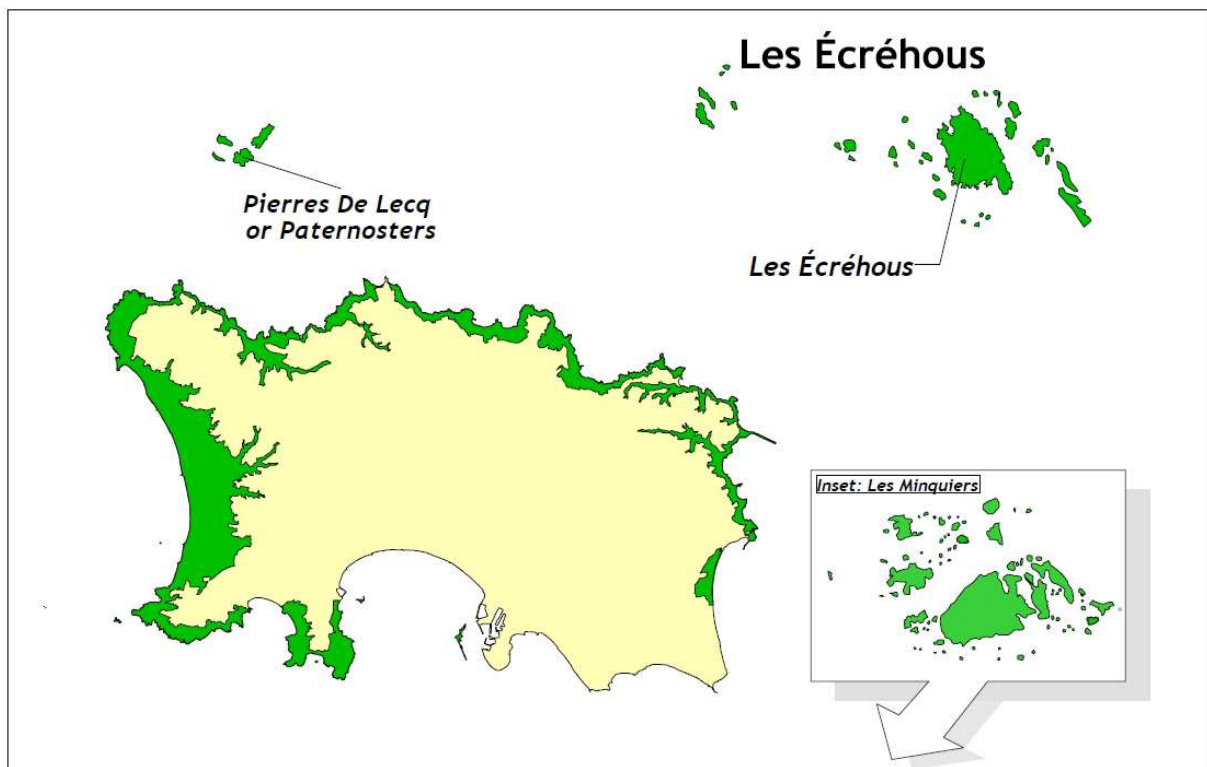 Les Écréhous
Pierres De Lecq
or Paternosters
Les Écréhous
Inset: Les Minquiers